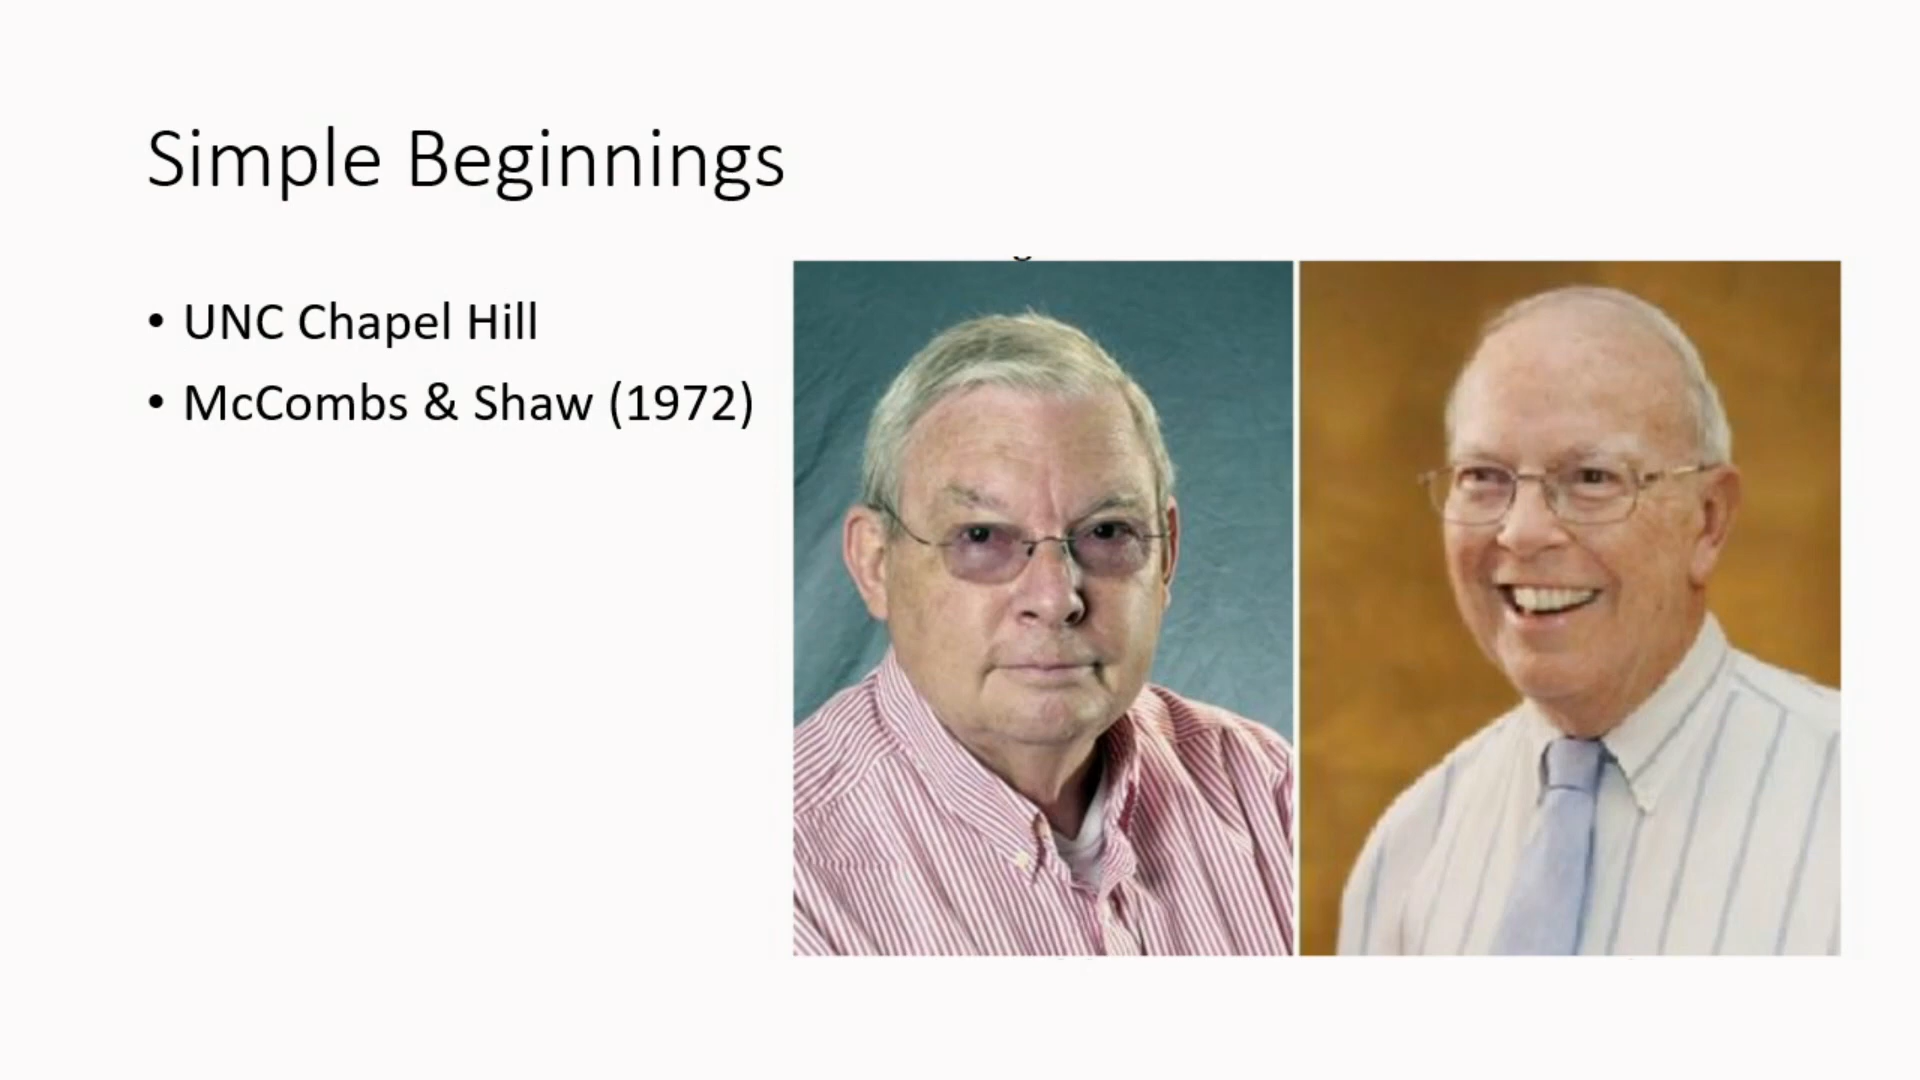 Simple Beginnings
• UNC Chapel Hill
• McCombs & Shaw (1972)